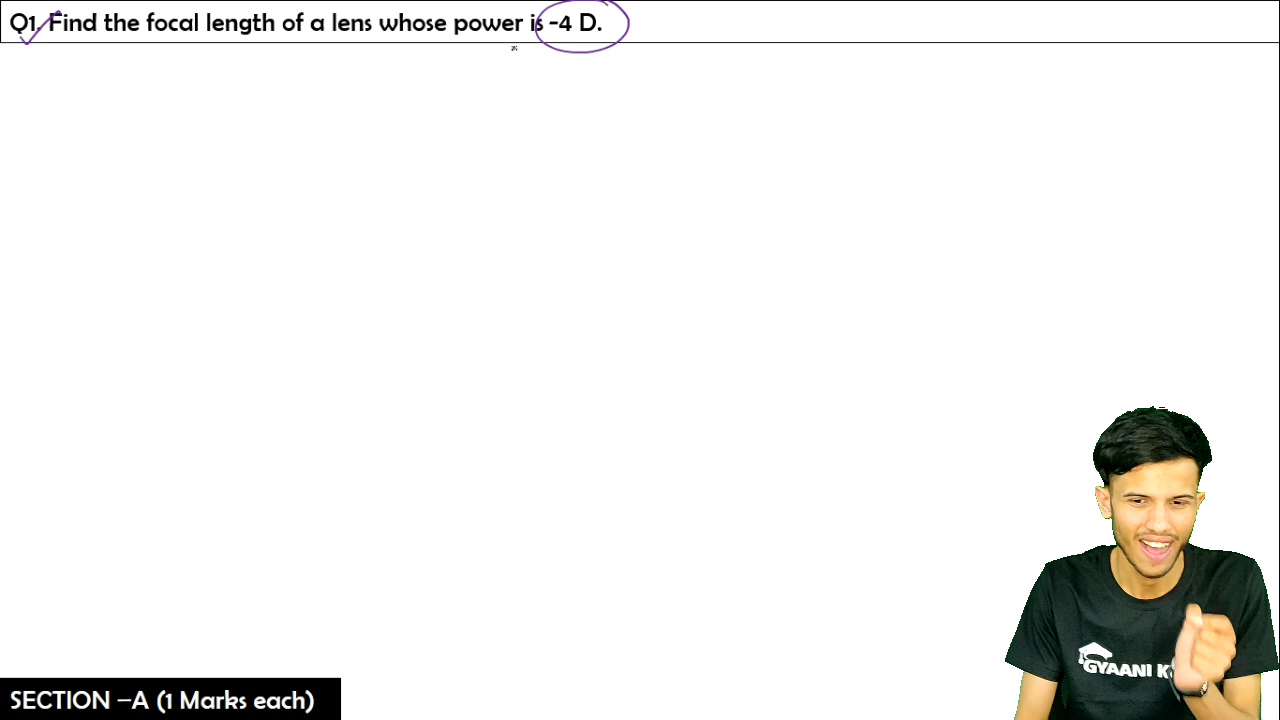 Q1. Find the focal length of a lens whose power is -4 D.
GYAANI K
SECTION –A (1 Marks each)